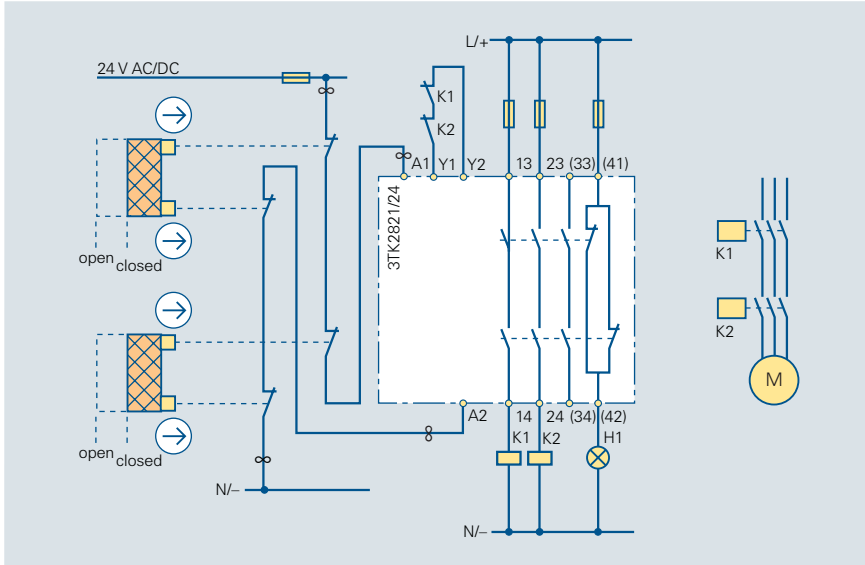 L/+
24 V AC/DC
K1
K2
A1 Y1 Y2 13 23 (33) (41)
3TK2821/24
open closed
K1
K2
M
open closed
A2 14 24 (34) (42)
K1 K2 H1
N/–
N/–